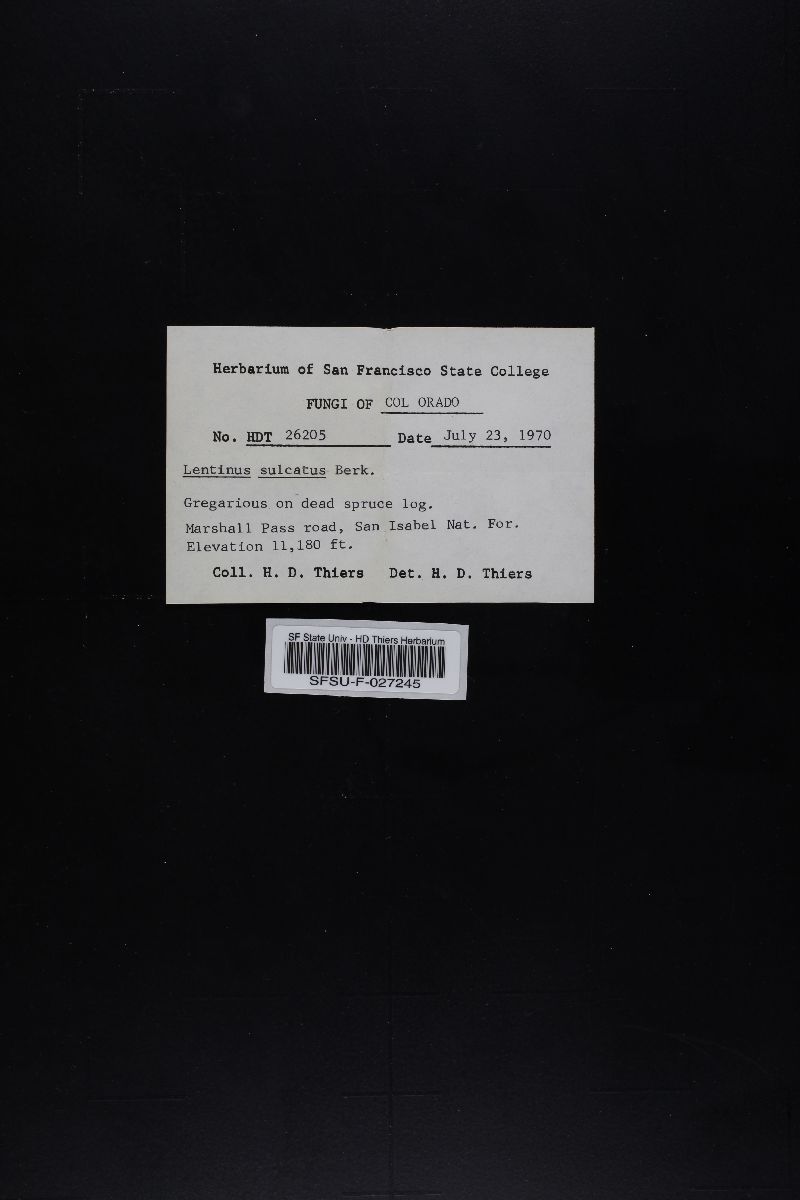 Herbarium of San Francisco State College
FUNGI OF COL ORADO
No. HDT 26205 Date July 23, 1970
Lentinus sulcatus Berk.
Gregarious on dead spruce log.
Marshall Pass road, San Isabel Nat. For.
Elevation 11,180 ft.
Coll. H. D. Thiers Det. H. D. Thiers
SF State Univ - HD Thiers Herbarium
SFSU-F-027245